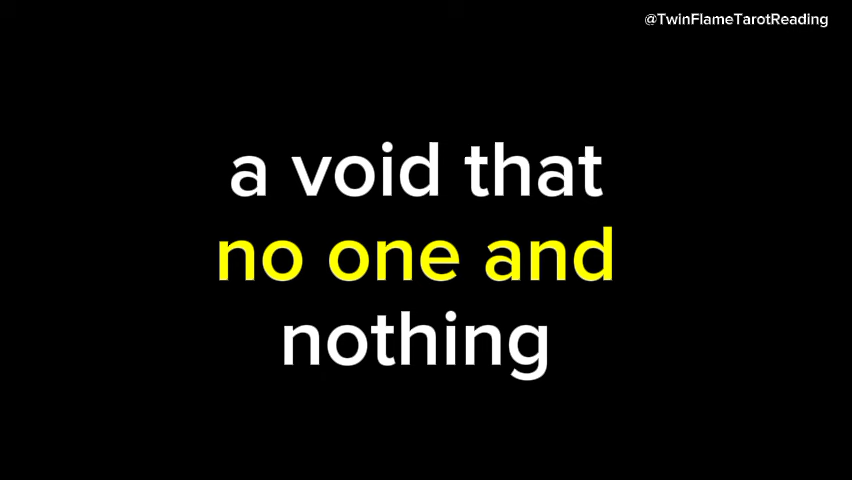 @TwinFlameTarotReading
a void that
no one and
nothing